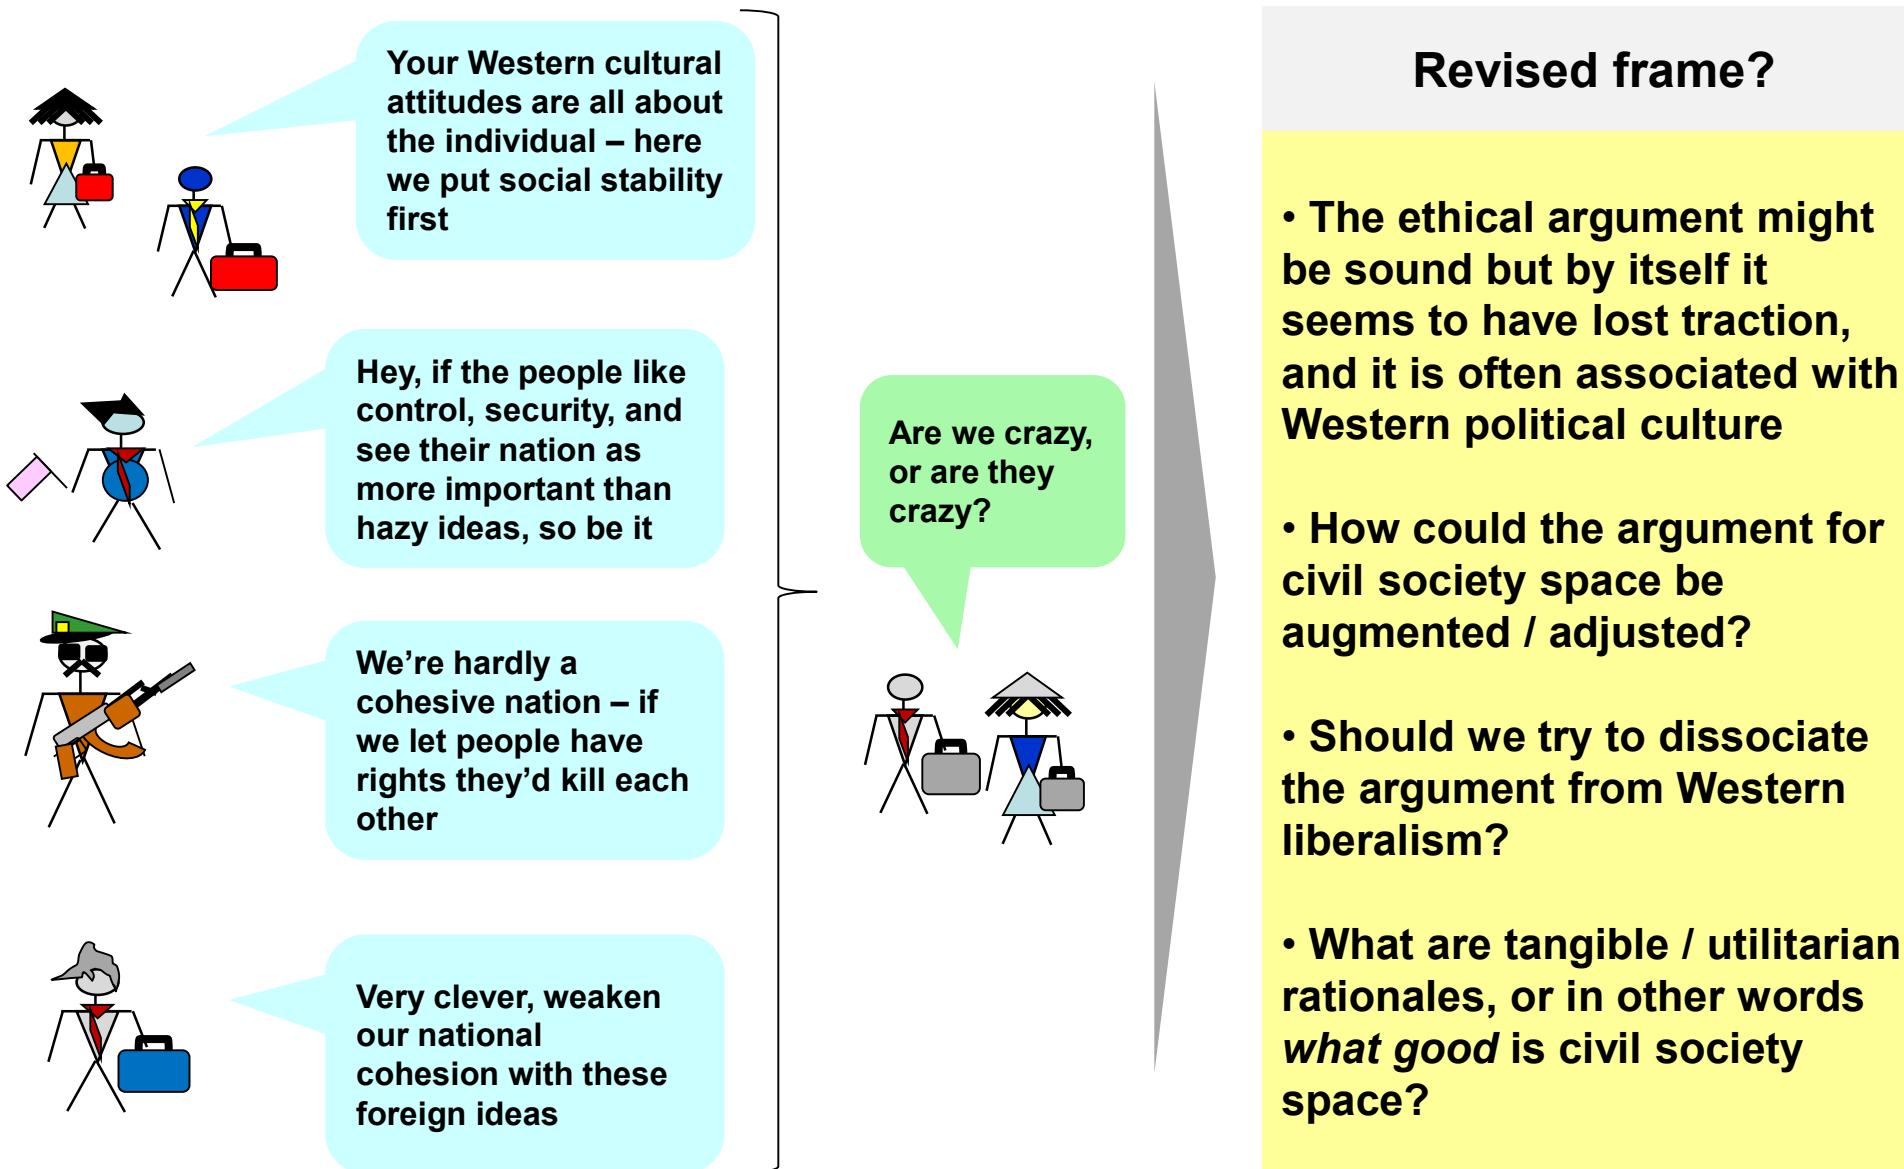 Your Western cultural
attitudes are all about
the individual – here
we put social stability
first
Hey, if the people like
control, security, and
see their nation as
more important than
hazy ideas, so be it
We’re hardly a
cohesive nation – if
we let people have
rights they’d kill each
other
Very clever, weaken
our national
cohesion with these
foreign ideas
Are we crazy,
or are they
crazy?
Revised frame?
• The ethical argument might
be sound but by itself it
seems to have lost traction,
and it is often associated with
Western political culture
• How could the argument for
civil society space be
augmented / adjusted?
• Should we try to dissociate
the argument from Western
liberalism?
• What are tangible / utilitarian
rationales, or in other words
what good is civil society
space?